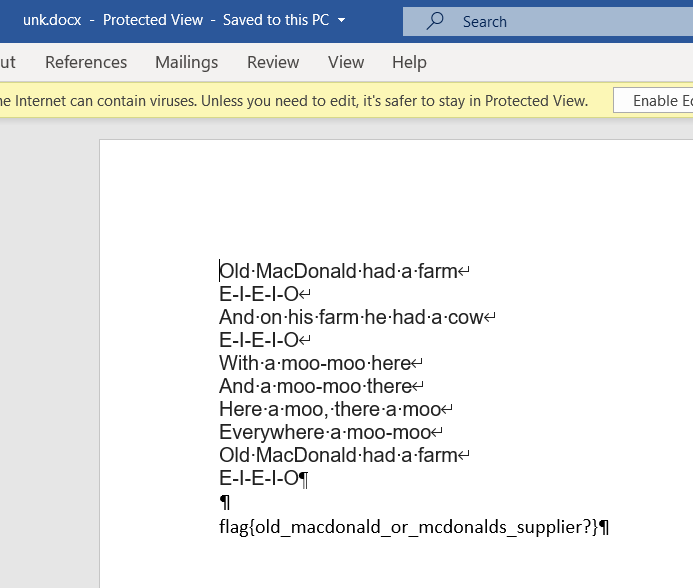 unk.docx - Protected View - Saved to this PC Search
References Mailings Review View Help
Internet can contain viruses. Unless you need to edit, it's safer to stay in Protected View. Enable
Old MacDonald had a farm
E-I-E-I-O
And on his farm he had a cow
E-I-E-I-O
With a moo-moo here
And a moo-moo there
Here a moo, there a moo
Everywhere a moo-moo
Old MacDonald had a farm
E-I-E-I-O
flag{old_macdonald_or_mcdonalds_supplier?}